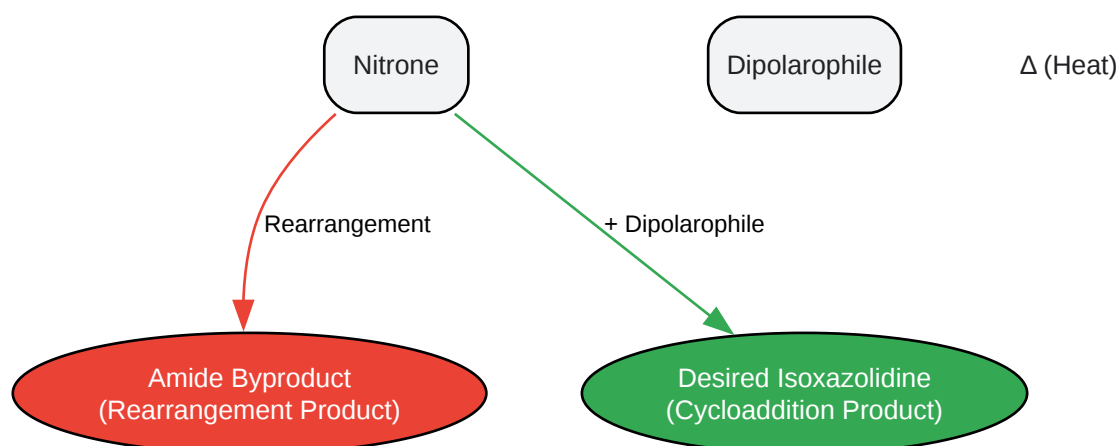 Nitrone
Dipolarophile
Δ (Heat)
Rearrangement
+ Dipolarophile
Amide Byproduct
(Rearrangement Product)
Desired Isoxazolidine
(Cycloaddition Product)